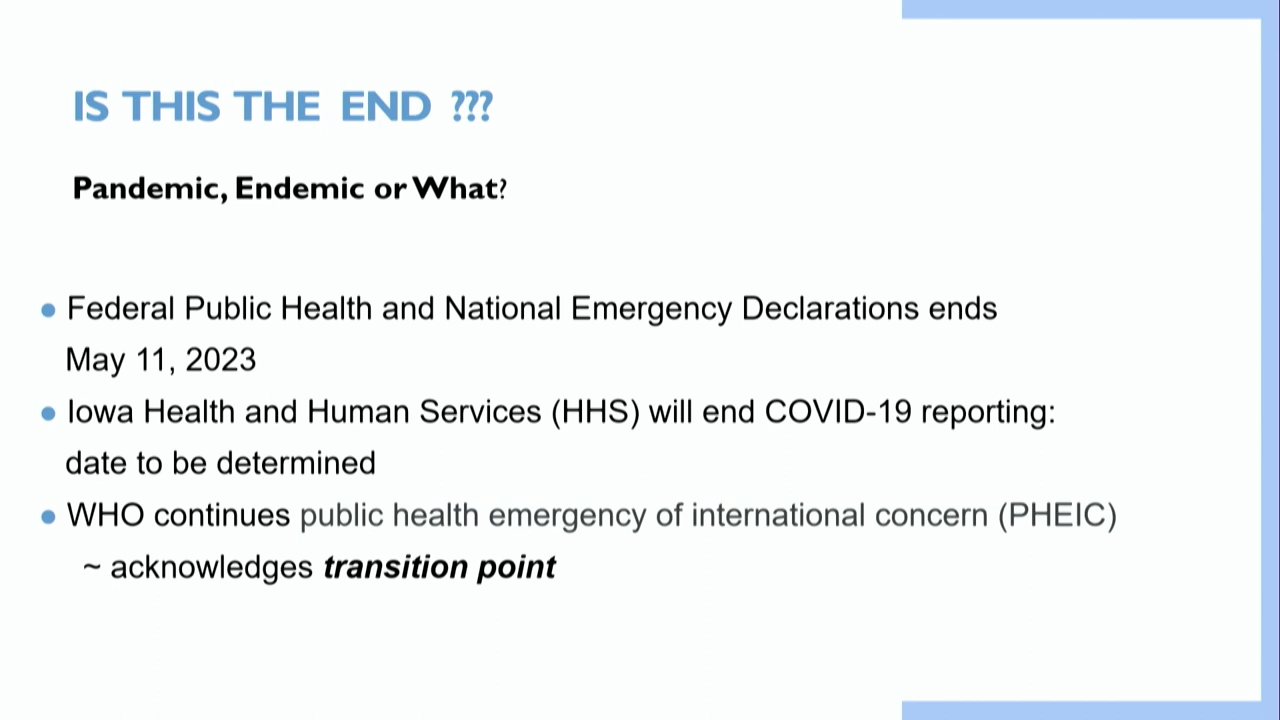 IS THIS THE END ???
Pandemic, Endemic or What?
• Federal Public Health and National Emergency Declarations ends
May 11, 2023
• Iowa Health and Human Services (HHS) will end COVID-19 reporting:
date to be determined
• WHO continues public health emergency of international concern (PHEIC)
~ acknowledges transition point